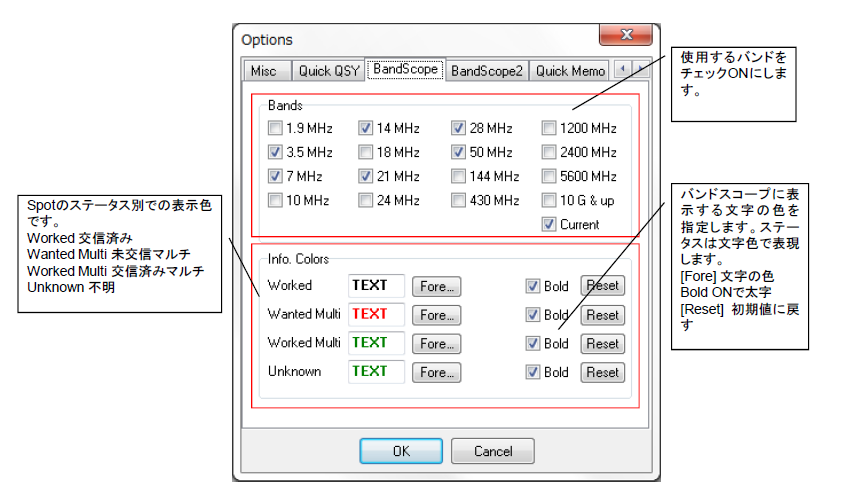 Options
Misc Quick QSY BandScope BandScope2 Quick Memo
Bands
1.9 MHz 14 MHz 28 MHz 1200 MHz
3.5 MHz 18 MHz 50 MHz 2400 MHz
7 MHz 21 MHz 144 MHz 5600 MHz
10 MHz 24 MHz 430 MHz 10 G & up
Current
Info. Colors
Worked TEXT Fore... Bold Reset
Wanted Multi TEXT Fore... Bold Reset
Worked Multi TEXT Fore... Bold Reset
Unknown TEXT Fore... Bold Reset
OK Cancel
使用するバンドを
チェックONにしま
す。
Spotのステータス別での表示色
です。
Worked 交信済み
Wanted Multi 未交信マルチ
Worked Multi 交信済みマルチ
Unknown 不明
バンドスコープに表
示する文字の色を
指定します。ステー
タスは文字色で表現
します。
[Fore] 文字の色
Bold ONで太字
[Reset] 初期値に戻
す